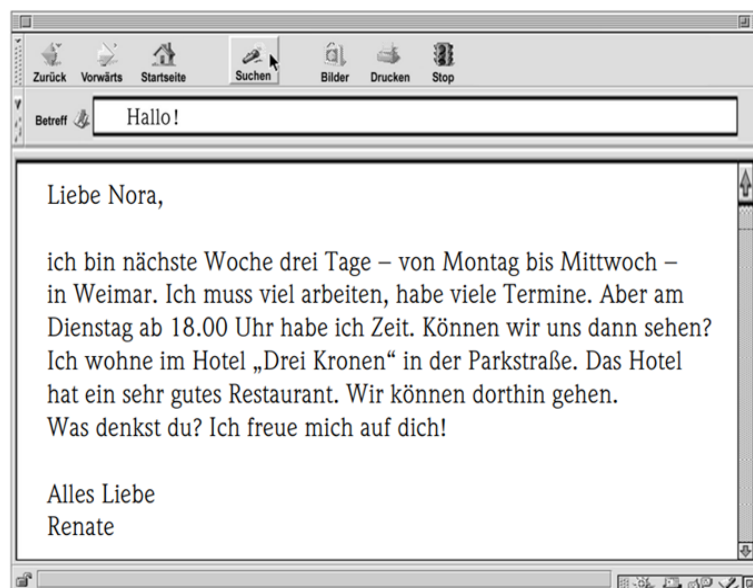 Zurück Vorwärts Startseite Suchen Bilder Drucken Stop
Betreff Hallo!
Liebe Nora,
ich bin nächste Woche drei Tage – von Montag bis Mittwoch –
in Weimar. Ich muss viel arbeiten, habe viele Termine. Aber am
Dienstag ab 18.00 Uhr habe ich Zeit. Können wir uns dann sehen?
Ich wohne im Hotel „Drei Kronen“ in der Parkstraße. Das Hotel
hat ein sehr gutes Restaurant. Wir können dorthin gehen.
Was denkst du? Ich freue mich auf dich!
Alles Liebe
Renate